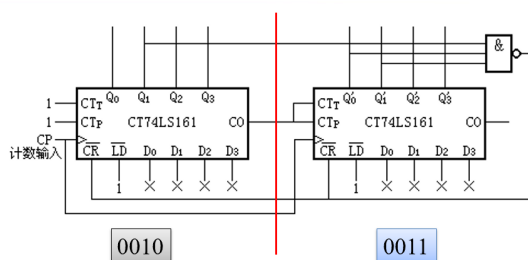 &
Q0 Q1 Q2 Q3 Q0' Q1' Q2' Q3'
1 CTT CTT
1 CTP CT74LS161 CO CTP CT74LS161 CO
CP
计数输入
CR LD D0 D1 D2 D3 CR LD D0 D1 D2 D3
1 × × × × 1 × × × ×
0010 0011